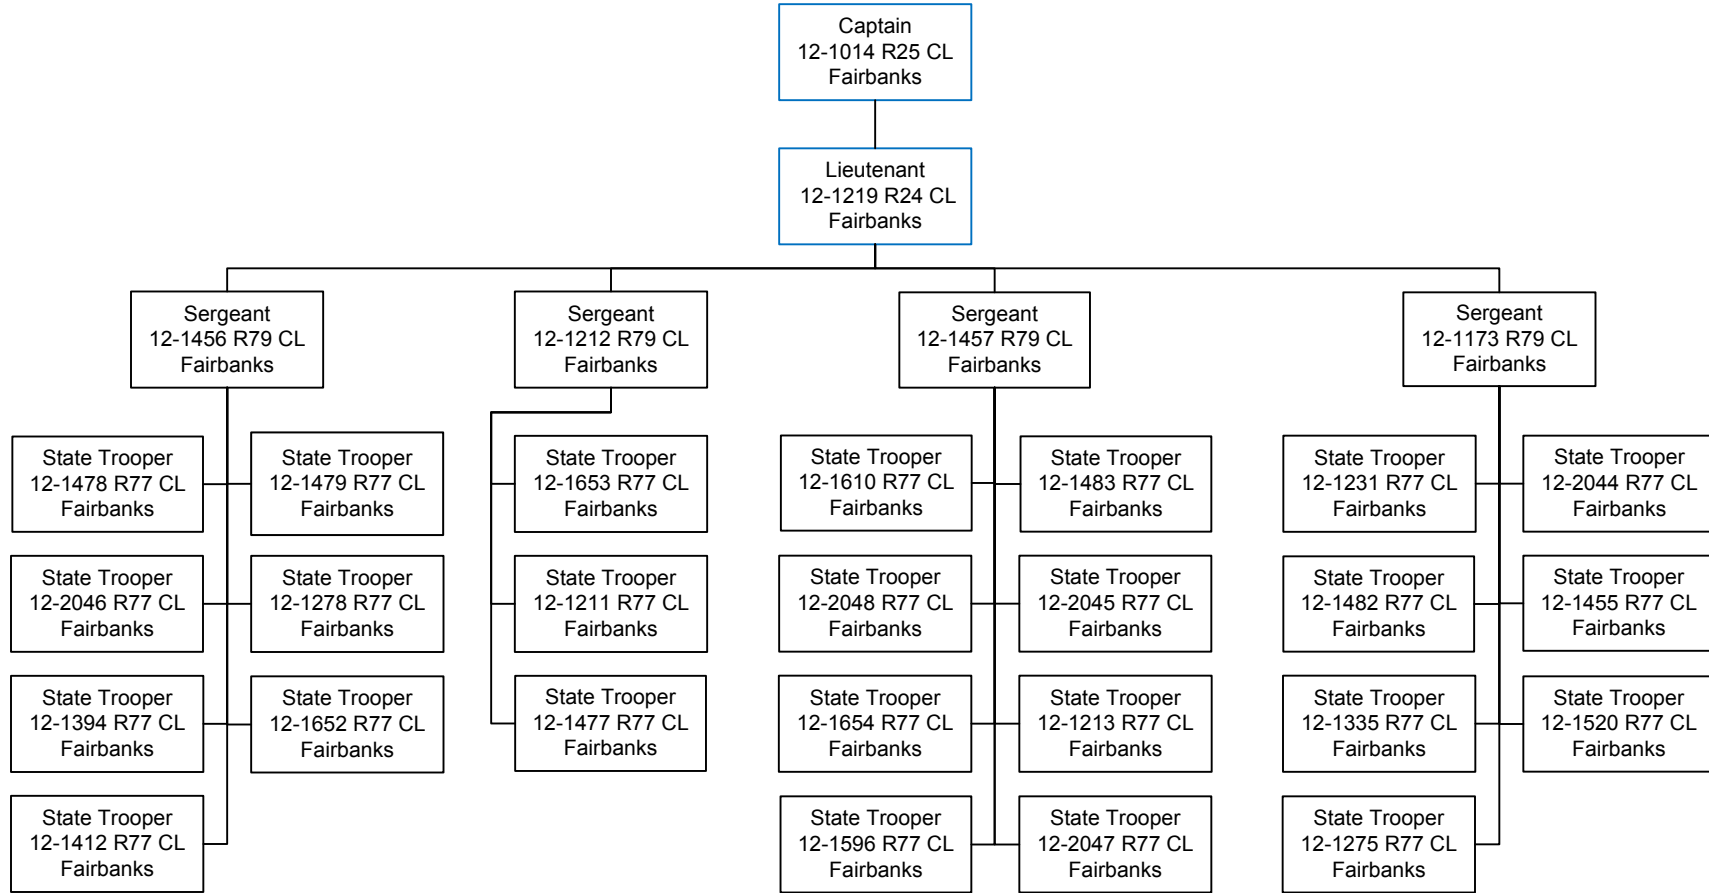 Captain
12-1014 R25 CL
Fairbanks
Lieutenant
12-1219 R24 CL
Fairbanks
Sergeant
12-1456 R79 CL
Fairbanks
Sergeant
12-1212 R79 CL
Fairbanks
Sergeant
12-1457 R79 CL
Fairbanks
Sergeant
12-1173 R79 CL
Fairbanks
State Trooper
12-1478 R77 CL
Fairbanks
State Trooper
12-1479 R77 CL
Fairbanks
State Trooper
12-1653 R77 CL
Fairbanks
State Trooper
12-1610 R77 CL
Fairbanks
State Trooper
12-1483 R77 CL
Fairbanks
State Trooper
12-1231 R77 CL
Fairbanks
State Trooper
12-2044 R77 CL
Fairbanks
State Trooper
12-2046 R77 CL
Fairbanks
State Trooper
12-1278 R77 CL
Fairbanks
State Trooper
12-1211 R77 CL
Fairbanks
State Trooper
12-2048 R77 CL
Fairbanks
State Trooper
12-2045 R77 CL
Fairbanks
State Trooper
12-1482 R77 CL
Fairbanks
State Trooper
12-1455 R77 CL
Fairbanks
State Trooper
12-1394 R77 CL
Fairbanks
State Trooper
12-1652 R77 CL
Fairbanks
State Trooper
12-1477 R77 CL
Fairbanks
State Trooper
12-1654 R77 CL
Fairbanks
State Trooper
12-1213 R77 CL
Fairbanks
State Trooper
12-1335 R77 CL
Fairbanks
State Trooper
12-1520 R77 CL
Fairbanks
State Trooper
12-1412 R77 CL
Fairbanks
State Trooper
12-1596 R77 CL
Fairbanks
State Trooper
12-2047 R77 CL
Fairbanks
State Trooper
12-1275 R77 CL
Fairbanks